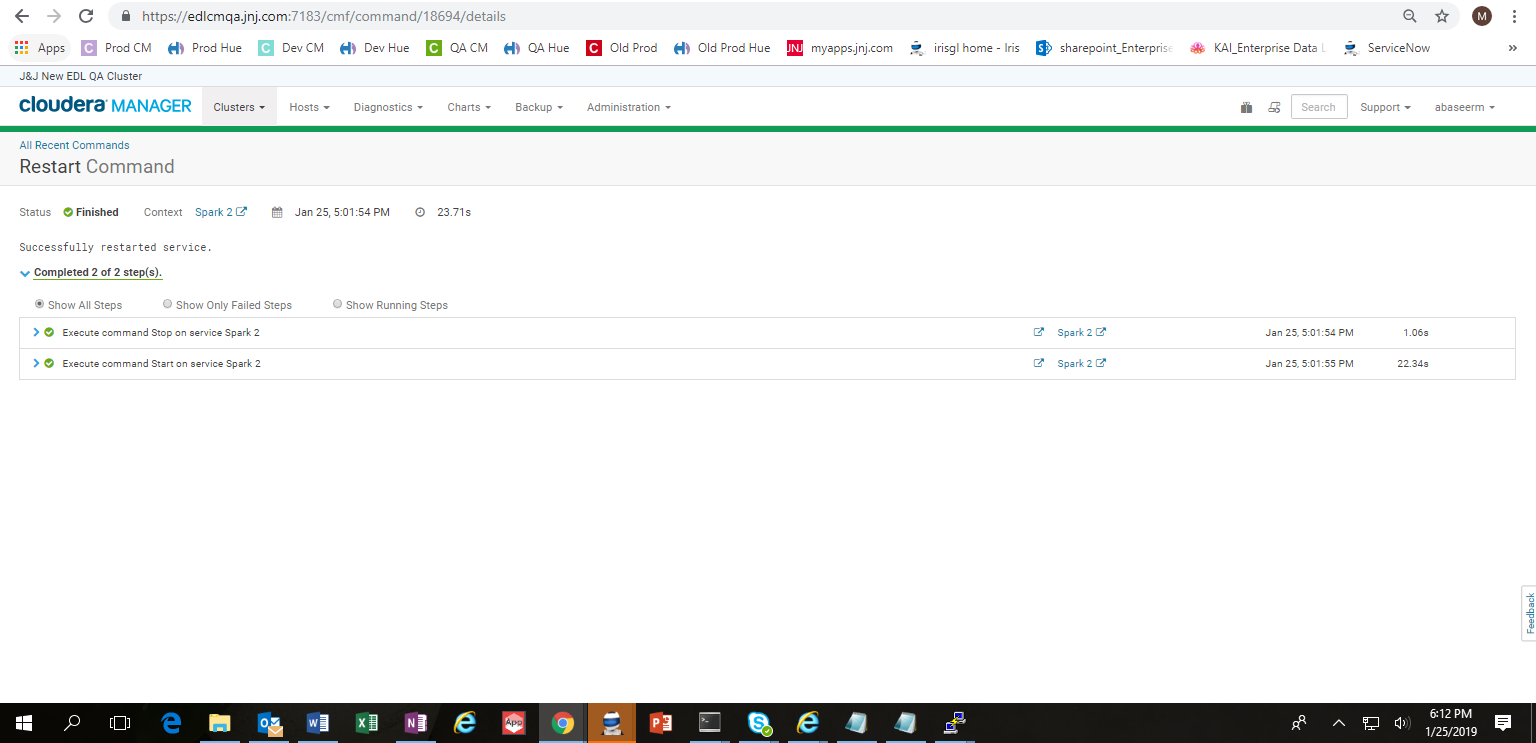 https://edlcmqa.jnj.com:7183/cmf/command/18694/details
M
Apps C Prod CM Prod Hue C Dev CM Dev Hue C QA CM QA Hue C Old Prod Old Prod Hue JNJ myapps.jnj.com irisgl home - Iris sharepoint_Enterprise KAI_Enterprise Data L ServiceNow »
J&J New EDL QA Cluster
cloudera MANAGER Clusters Hosts Diagnostics Charts Backup Administration Search Support abaseerm
All Recent Commands
Restart Command
Status Finished Context Spark 2 Jan 25, 5:01:54 PM 23.71s
Successfully restarted service.
Completed 2 of 2 step(s).
Show All Steps Show Only Failed Steps Show Running Steps
Execute command Stop on service Spark 2 Spark 2 Jan 25, 5:01:54 PM 1.06s
Execute command Start on service Spark 2 Spark 2 Jan 25, 5:01:55 PM 22.34s
Feedback
6:12 PM
1/25/2019